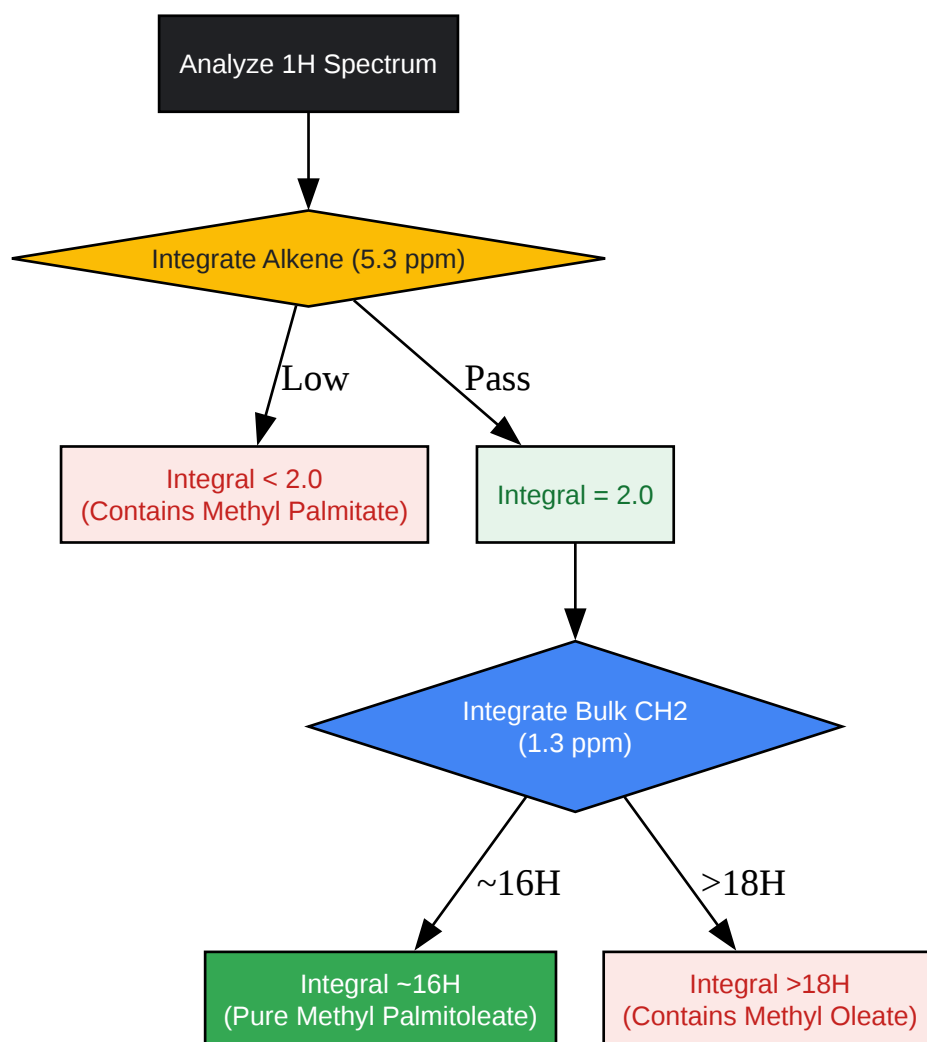 Analyze 1H Spectrum
Integrate Alkene (5.3 ppm)
Low
Pass
Integral < 2.0
(Contains Methyl Palmitate)
Integral = 2.0
Integrate Bulk CH2
(1.3 ppm)
~16H
>18H
Integral ~16H
(Pure Methyl Palmitoleate)
Integral >18H
(Contains Methyl Oleate)